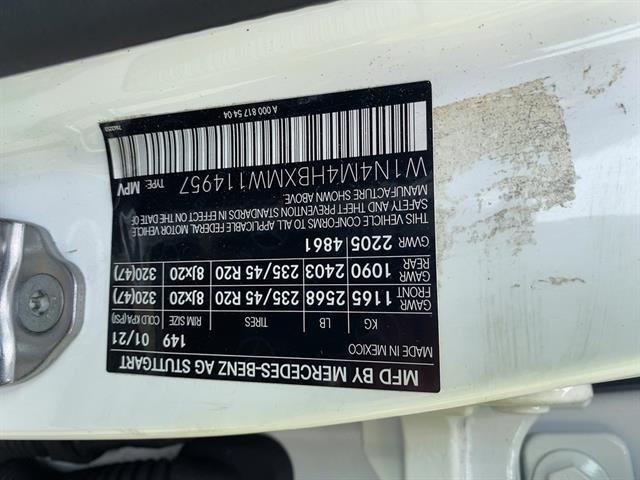 MFD BY MERCEDES-BENZ AG STUTTGART
MADE IN MEXICO 01/21 149
KG LB TIRES RIM SIZE COLD KPA(PSI)
FRONT GAWR 1165 2568 235/45 R20 8x20 320(47)
REAR GAWR 1090 2403 235/45 R20 8x20 320(47)
GVWR 2205 4861
THIS VEHICLE CONFORMS TO ALL APPLICABLE FEDERAL MOTOR VEHICLE
SAFETY AND THEFT PREVENTION STANDARDS IN EFFECT ON THE DATE OF
MANUFACTURE SHOWN ABOVE.
W1N4M4HBXMW114957 TYPE: MPV
A 000 817 54 04